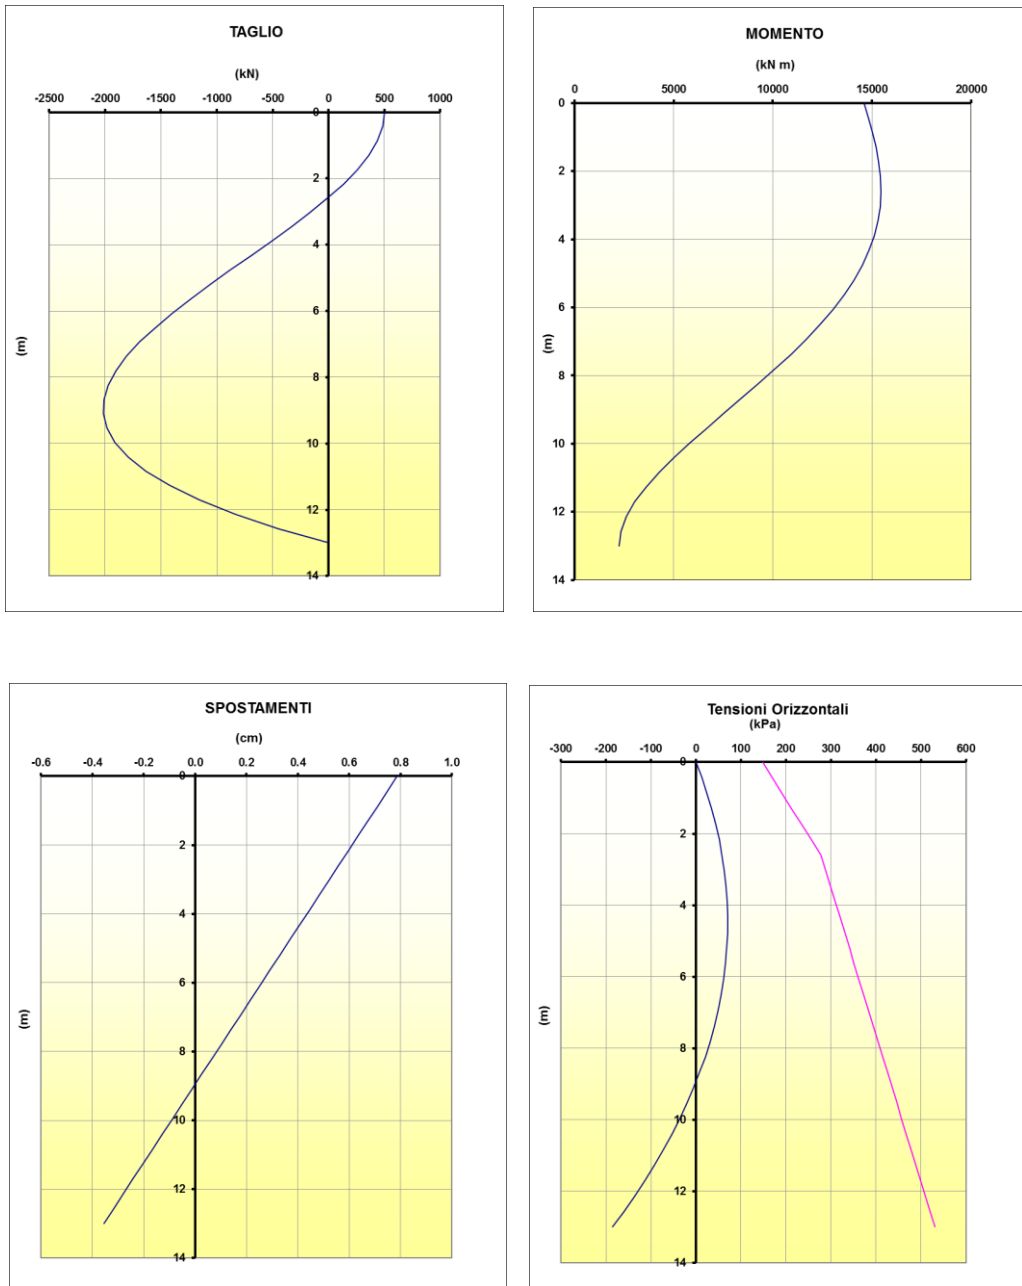 TAGLIO
(kN)
-2500 -2000 -1500 -1000 -500 0 500 1000
0
2
4
6
8
10
12
14
(m)
MOMENTO
(kN m)
0 5000 10000 15000 20000
0
2
4
6
8
10
12
14
(m)
SPOSTAMENTI
(cm)
-0.6 -0.4 -0.2 0.0 0.2 0.4 0.6 0.8 1.0
0
2
4
6
8
10
12
14
(m)
Tensioni Orizzontali
(kPa)
-300 -200 -100 0 100 200 300 400 500 600
0
2
4
6
8
10
12
14
(m)